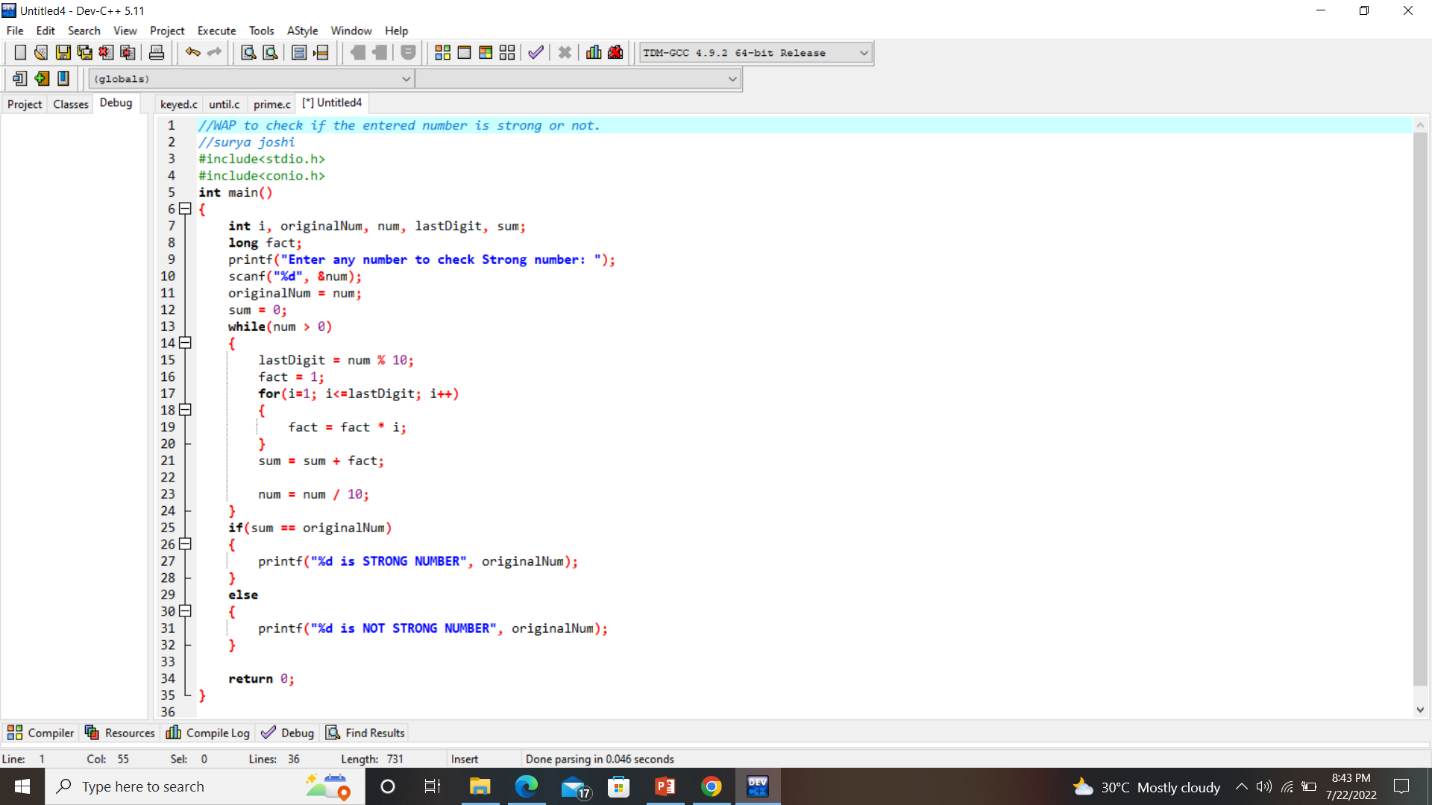 Untitled4 - Dev-C++ 5.11
File Edit Search View Project Execute Tools AStyle Window Help
TDM-GCC 4.9.2 64-bit Release
(globals)
Project Classes Debug keyed.c until.c prime.c [*] Untitled4
1 //WAP to check if the entered number is strong or not.
2 //surya joshi
3 #include<stdio.h>
4 #include<conio.h>
5 int main()
6 {
7 int i, originalNum, num, lastDigit, sum;
8 long fact;
9 printf("Enter any number to check Strong number: ");
10 scanf("%d", &num);
11 originalNum = num;
12 sum = 0;
13 while(num > 0)
14 {
15 lastDigit = num % 10;
16 fact = 1;
17 for(i=1; i<=lastDigit; i++)
18 {
19 fact = fact * i;
20 }
21 sum = sum + fact;
22
23 num = num / 10;
24 }
25 if(sum == originalNum)
26 {
27 printf("%d is STRONG NUMBER", originalNum);
28 }
29 else
30 {
31 printf("%d is NOT STRONG NUMBER", originalNum);
32 }
33
34 return 0;
35 }
36
Compiler Resources Compile Log Debug Find Results
Line: 1 Col: 55 Sel: 0 Lines: 36 Length: 731 Insert Done parsing in 0.046 seconds
Type here to search 17 DEV C++ 30°C Mostly cloudy 8:43 PM
7/22/2022